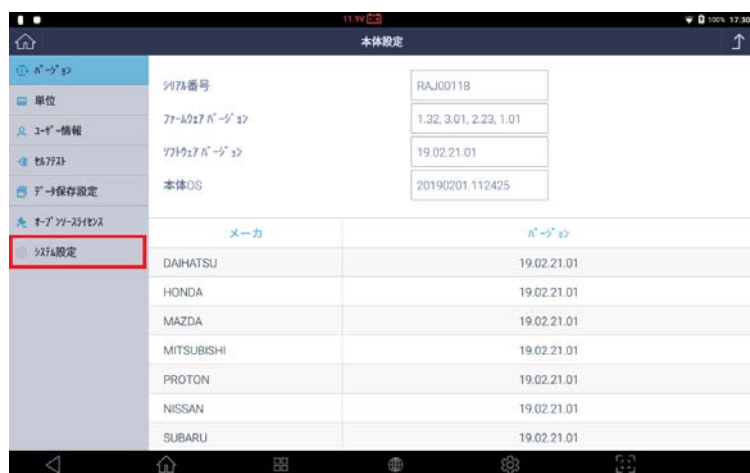 11.9V
100% 17:30
本体設定
ﾊﾞｰｼﾞｮﾝ
単位
ﾕｰｻﾞｰ情報
ｾﾙﾌﾃｽﾄ
ﾃﾞｰﾀ保存設定
ｵｰﾌﾟﾝｿｰｽﾗｲｾﾝｽ
ｼｽﾃﾑ設定
ｼﾘｱﾙ番号 RAJ0011B
ﾌｧｰﾑｳｪｱ ﾊﾞｰｼﾞｮﾝ 1.32, 3.01, 2.23, 1.01
ｿﾌﾄｳｪｱ ﾊﾞｰｼﾞｮﾝ 19.02.21.01
本体OS 20190201.112425
メーカ ﾊﾞｰｼﾞｮﾝ
DAIHATSU 19.02.21.01
HONDA 19.02.21.01
MAZDA 19.02.21.01
MITSUBISHI 19.02.21.01
PROTON 19.02.21.01
NISSAN 19.02.21.01
SUBARU 19.02.21.01